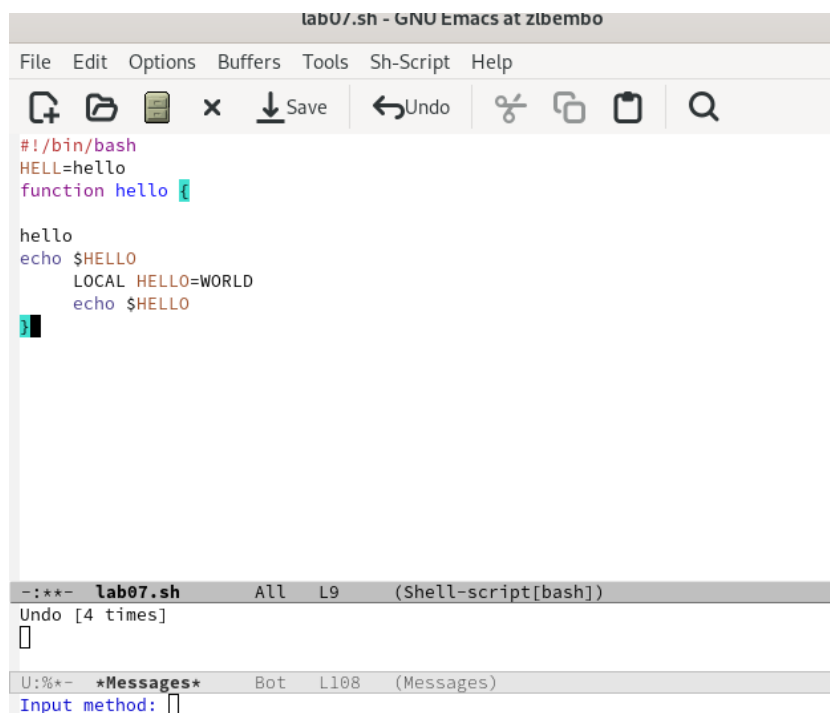 lab07.sh - GNU Emacs at zlbembo
File Edit Options Buffers Tools Sh-Script Help
Save Undo
#!/bin/bash
HELL=hello
function hello {
hello
echo $HELLO
LOCAL HELLO=WORLD
echo $HELLO
}
-:**- lab07.sh All L9 (Shell-script[bash])
Undo [4 times]
U:%*- *Messages* Bot L108 (Messages)
Input method: